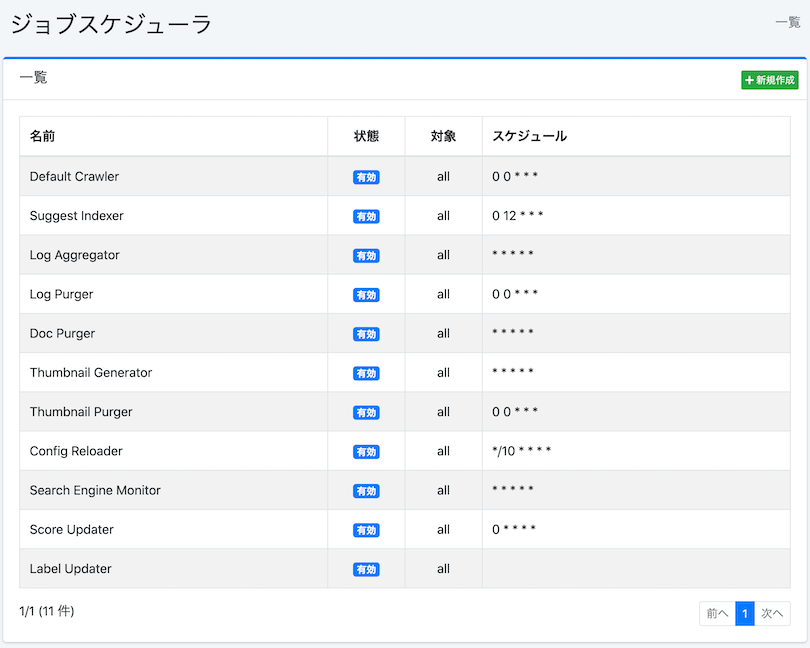 ジョブスケジューラ
一覧
一覧
新規作成
名前 状態 対象 スケジュール
Default Crawler 有効 all 0 0 * * *
Suggest Indexer 有効 all 0 12 * * *
Log Aggregator 有効 all * * * * *
Log Purger 有効 all 0 0 * * *
Doc Purger 有効 all * * * * *
Thumbnail Generator 有効 all * * * * *
Thumbnail Purger 有効 all 0 0 * * *
Config Reloader 有効 all */10 * * * *
Search Engine Monitor 有効 all * * * * *
Score Updater 有効 all 0 * * * *
Label Updater 有効 all
1/1 (11 件)
前へ 1 次へ